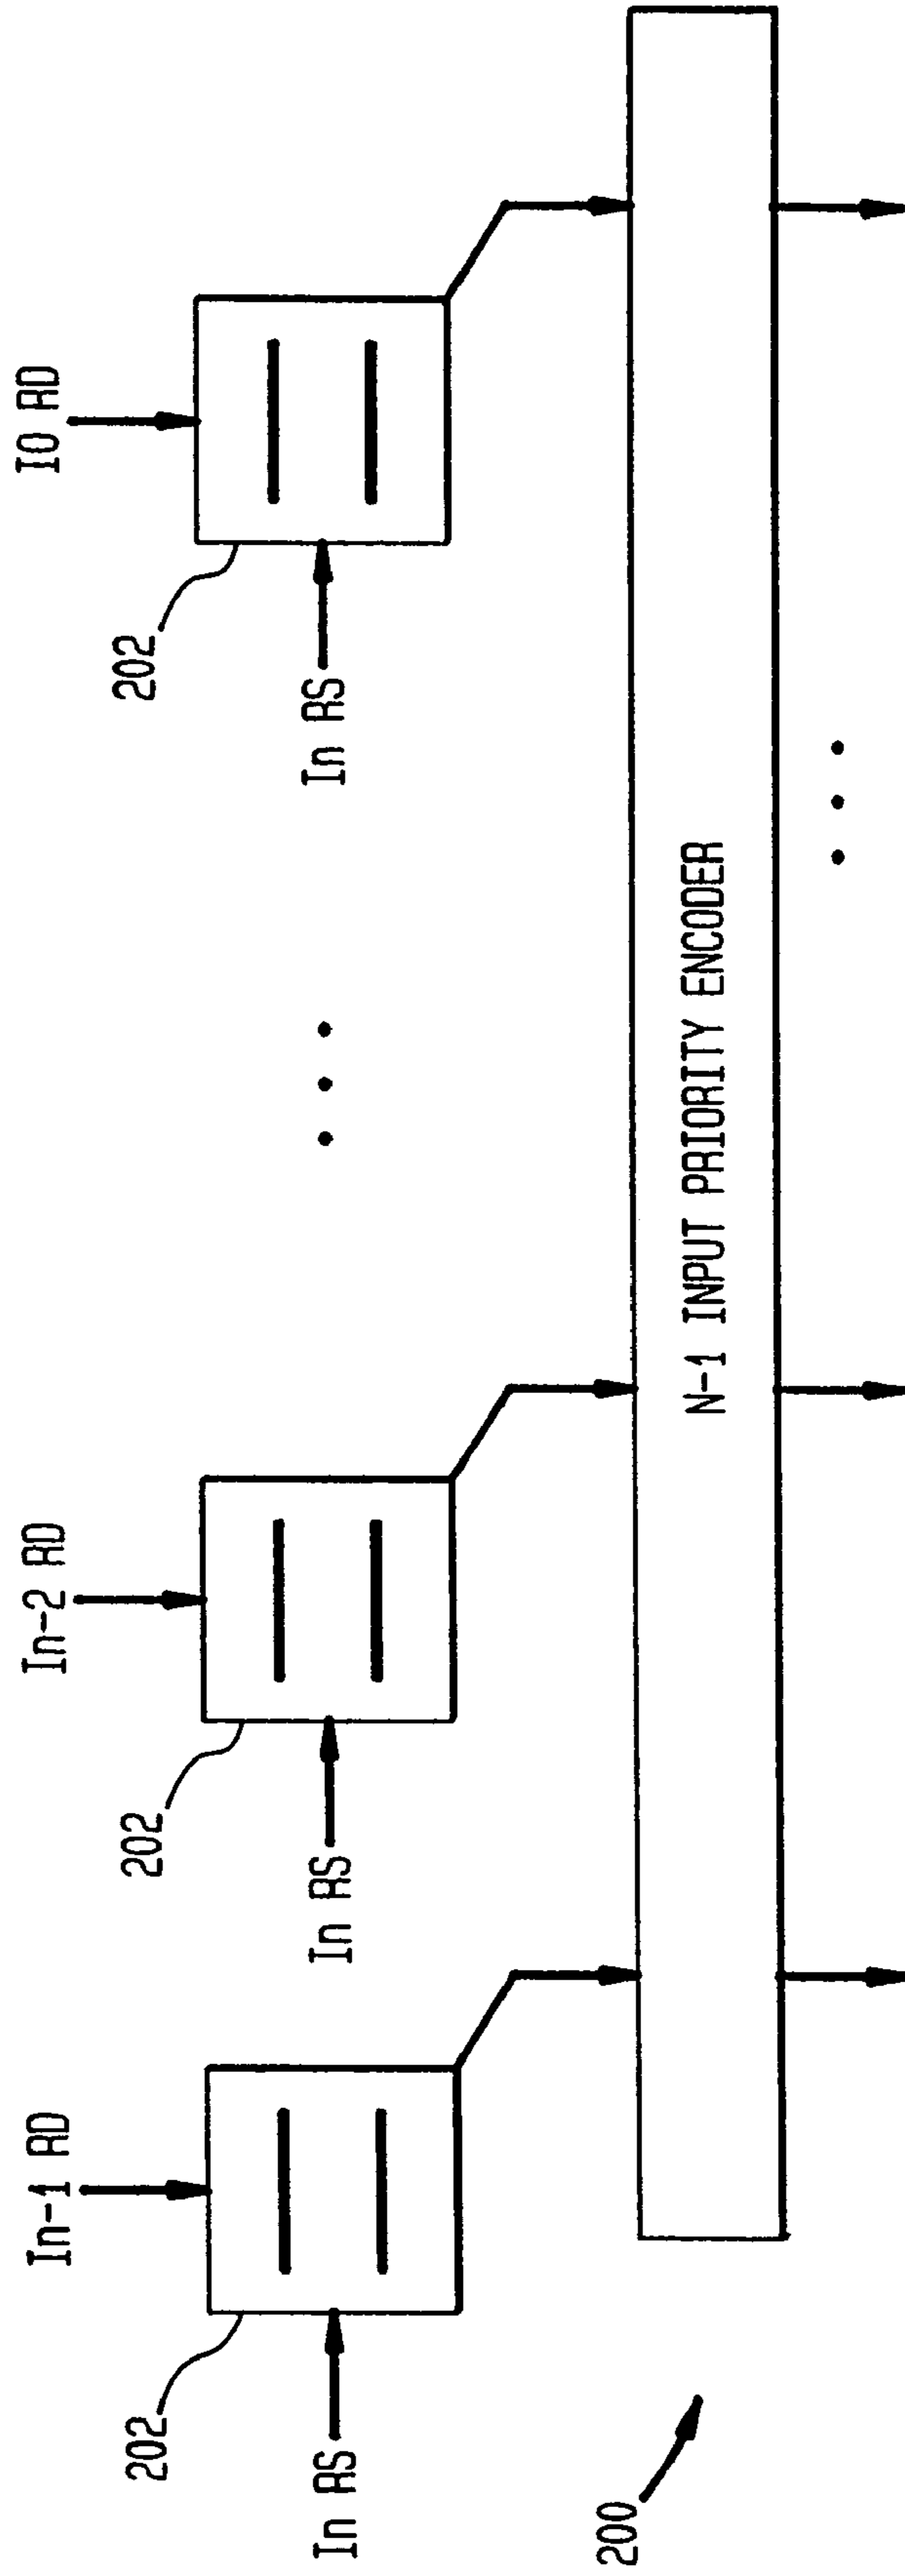 In-1 RD
In-2 RD
I0 RD
202
202
202
In RS
In RS
In RS
N-1 INPUT PRIORITY ENCODER
200